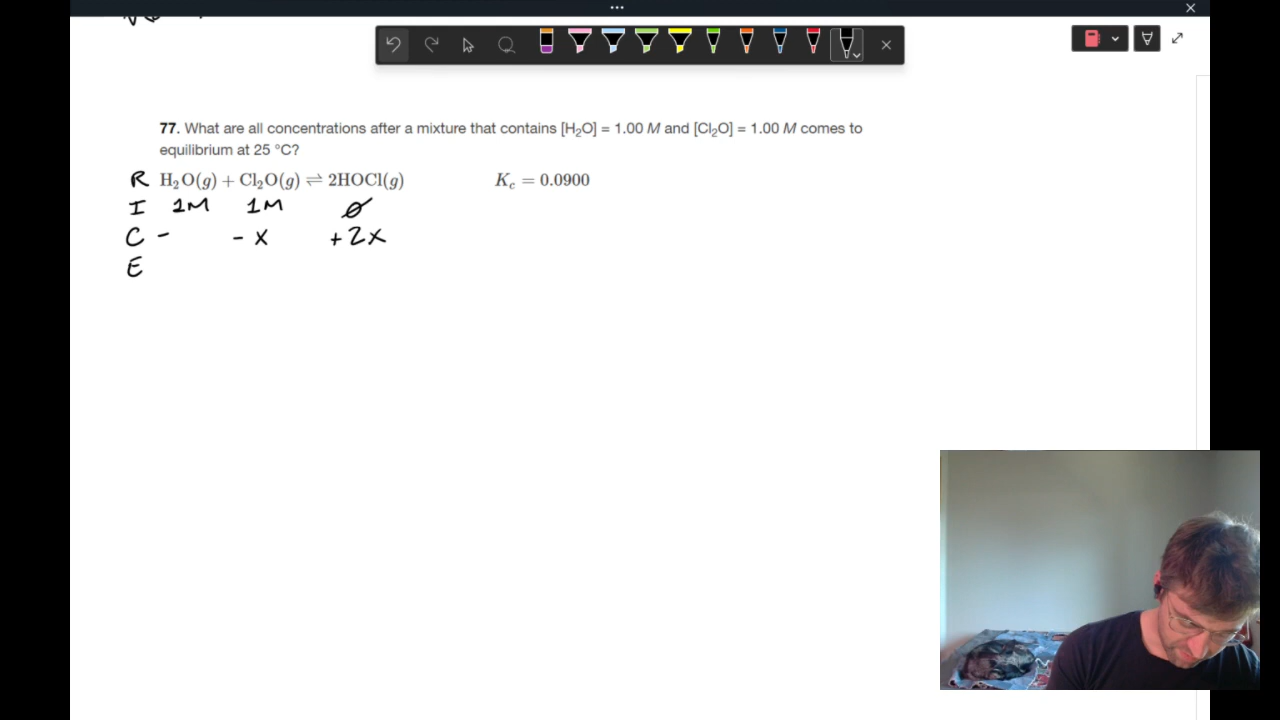 77. What are all concentrations after a mixture that contains [H₂O] = 1.00 M and [Cl₂O] = 1.00 M comes to
equilibrium at 25 °C?
R H₂O(g) + Cl₂O(g) ⇌ 2HOCl(g) K_c = 0.0900
I 1M 1M ∅
C - - x + 2x
E